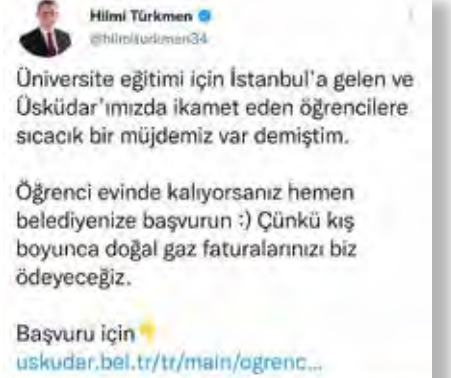 Hilmi Türkmen
@hilmiturkmen34
Üniversite eğitimi için İstanbul'a gelen ve
Üsküdar'ımızda ikamet eden öğrencilere
sıcacık bir müjdemiz var demiştim.
Öğrenci evinde kalıyorsanız hemen
belediyenize başvurun :) Çünkü kış
boyunca doğal gaz faturalarınızı biz
ödeyeceğiz.
Başvuru için👇
uskudar.bel.tr/tr/main/ogrenc...